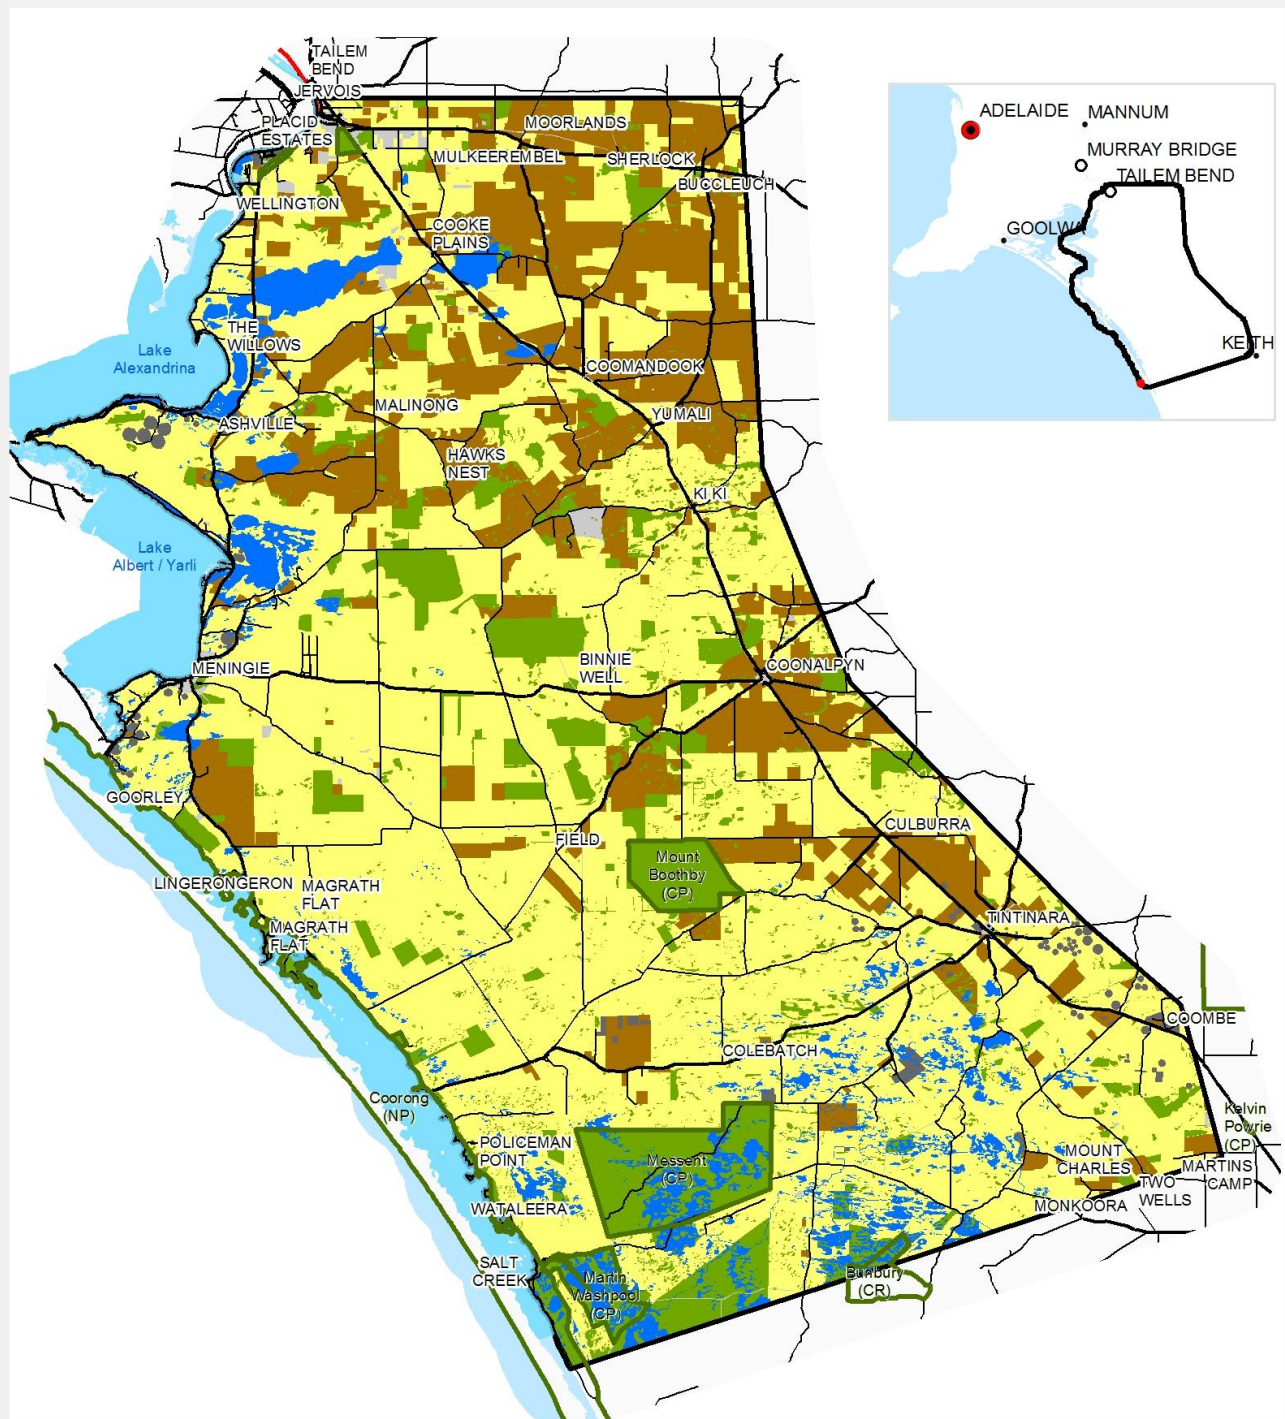 TAILEM
BEND
JERVOIS
PLACID
ESTATES
MOORLANDS
MULKEEREMBEL
SHERLOCK
BUCCLEUCH
WELLINGTON
COOKE
PLAINS
THE
WILLOWS
Lake
Alexandrina
COOMANDOOK
MALINONG
YUMALI
ASHVILLE
HAWKS
NEST
KI KI
Lake
Albert / Yarli
MENINGIE
BINNIE
WELL
COONALPYN
GOORLEY
CULBURRA
FIELD
Mount
Boothby
(CP)
LINGERONGERON
MAGRATH
FLAT
MAGRATH
FLAT
TINTINARA
COOMBE
COLEBATCH
Coorong
(NP)
Kelvin
Powrie
(CP)
POLICEMAN
POINT
Messent
(CP)
MOUNT
CHARLES
MARTINS
CAMP
TWO
WELLS
WATALEERA
MONKOORA
SALT
CREEK
Martin
Washpool
(CP)
Bunbury
(CR)
ADELAIDE
MANNUM
MURRAY BRIDGE
TAILEM BEND
GOOLWA
KEITH